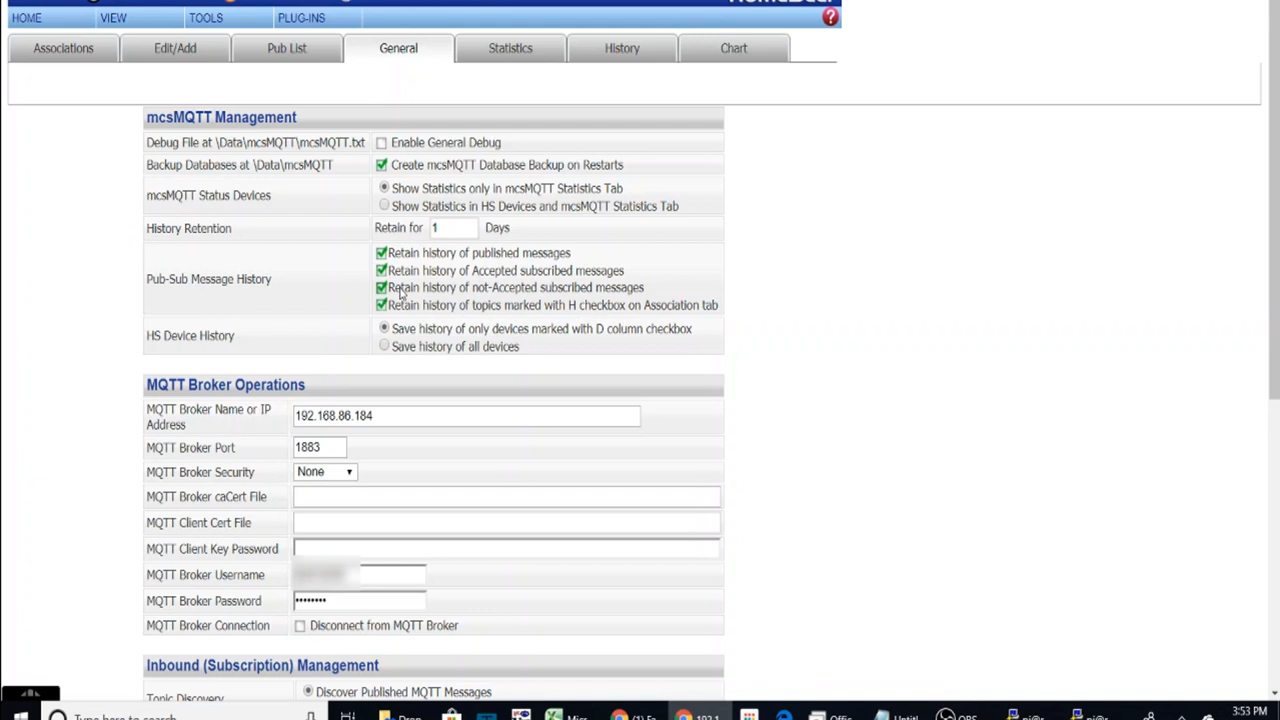 HOME VIEW TOOLS PLUG-INS ?
Associations Edit/Add Pub List General Statistics History Chart
mcsMQTT Management
Debug File at \Data\mcsMQTT\mcsMQTT.txt Enable General Debug
Backup Databases at \Data\mcsMQTT Create mcsMQTT Database Backup on Restarts
mcsMQTT Status Devices
Show Statistics only in mcsMQTT Statistics Tab
Show Statistics in HS Devices and mcsMQTT Statistics Tab
History Retention Retain for 1 Days
Pub-Sub Message History
Retain history of published messages
Retain history of Accepted subscribed messages
Retain history of not-Accepted subscribed messages
Retain history of topics marked with H checkbox on Association tab
HS Device History
Save history of only devices marked with D column checkbox
Save history of all devices
MQTT Broker Operations
MQTT Broker Name or IP
Address
192.168.86.184
MQTT Broker Port 1883
MQTT Broker Security None
MQTT Broker caCert File
MQTT Client Cert File
MQTT Client Key Password
MQTT Broker Username
MQTT Broker Password ••••••••
MQTT Broker Connection Disconnect from MQTT Broker
Inbound (Subscription) Management
Topic Discovery Discover Published MQTT Messages
3:53 PM
Type here to search